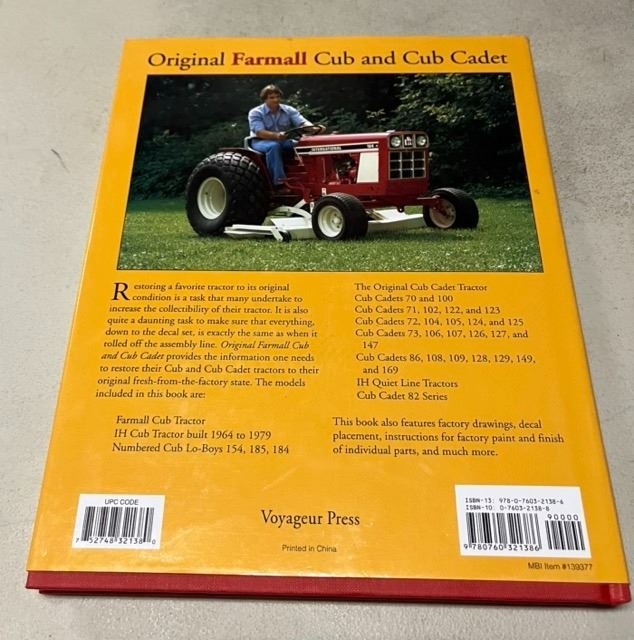 Original Farmall Cub and Cub Cadet
INTERNATIONAL
Restoring a favorite tractor to its original
condition is a task that many undertake to
increase the collectibility of their tractor. It is also
quite a daunting task to make sure that everything,
down to the decal set, is exactly the same as when it
rolled off the assembly line. Original Farmall Cub
and Cub Cadet provides the information one needs
to restore their Cub and Cub Cadet tractors to their
original fresh-from-the-factory state. The models
included in this book are:
Farmall Cub Tractor
IH Cub Tractor built 1964 to 1979
Numbered Cub Lo-Boys 154, 185, 184
The Original Cub Cadet Tractor
Cub Cadets 70 and 100
Cub Cadets 71, 102, 122, and 123
Cub Cadets 72, 104, 105, 124, and 125
Cub Cadets 73, 106, 107, 126, 127, and
147
Cub Cadets 86, 108, 109, 128, 129, 149,
and 169
IH Quiet Line Tractors
Cub Cadet 82 Series
This book also features factory drawings, decal
placement, instructions for factory paint and finish
of individual parts, and much more.
UPC CODE
7 52748 32138 0
Voyageur Press
Printed in China
ISBN-13: 978-0-7603-2138-6
ISBN-10: 0-7603-2138-8
90000
9 780760 321386
MBI Item #139377